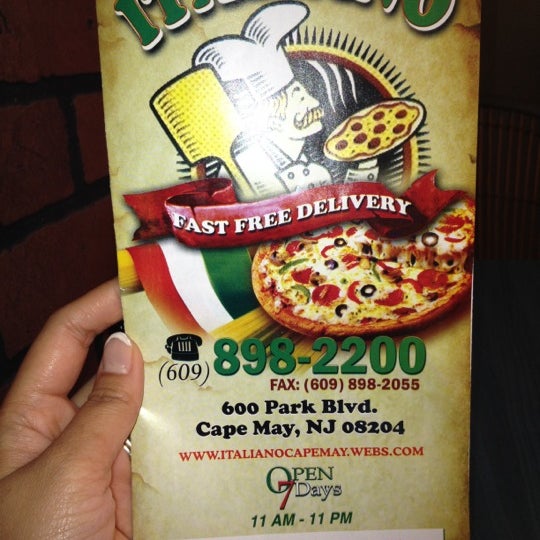 FAST FREE DELIVERY
(609) 898-2200
FAX: (609) 898-2055
600 Park Blvd.
Cape May, NJ 08204
WWW.ITALIANOCAPEMAY.WEBS.COM
OPEN
7 Days
11 AM - 11 PM